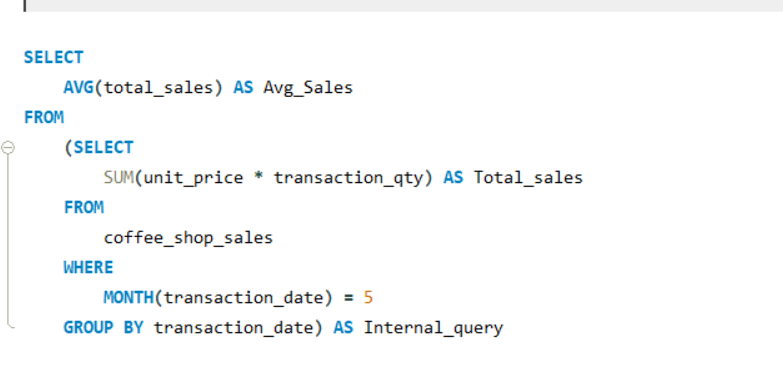 SELECT
AVG(total_sales) AS Avg_Sales
FROM
(SELECT
SUM(unit_price * transaction_qty) AS Total_sales
FROM
coffee_shop_sales
WHERE
MONTH(transaction_date) = 5
GROUP BY transaction_date) AS Internal_query